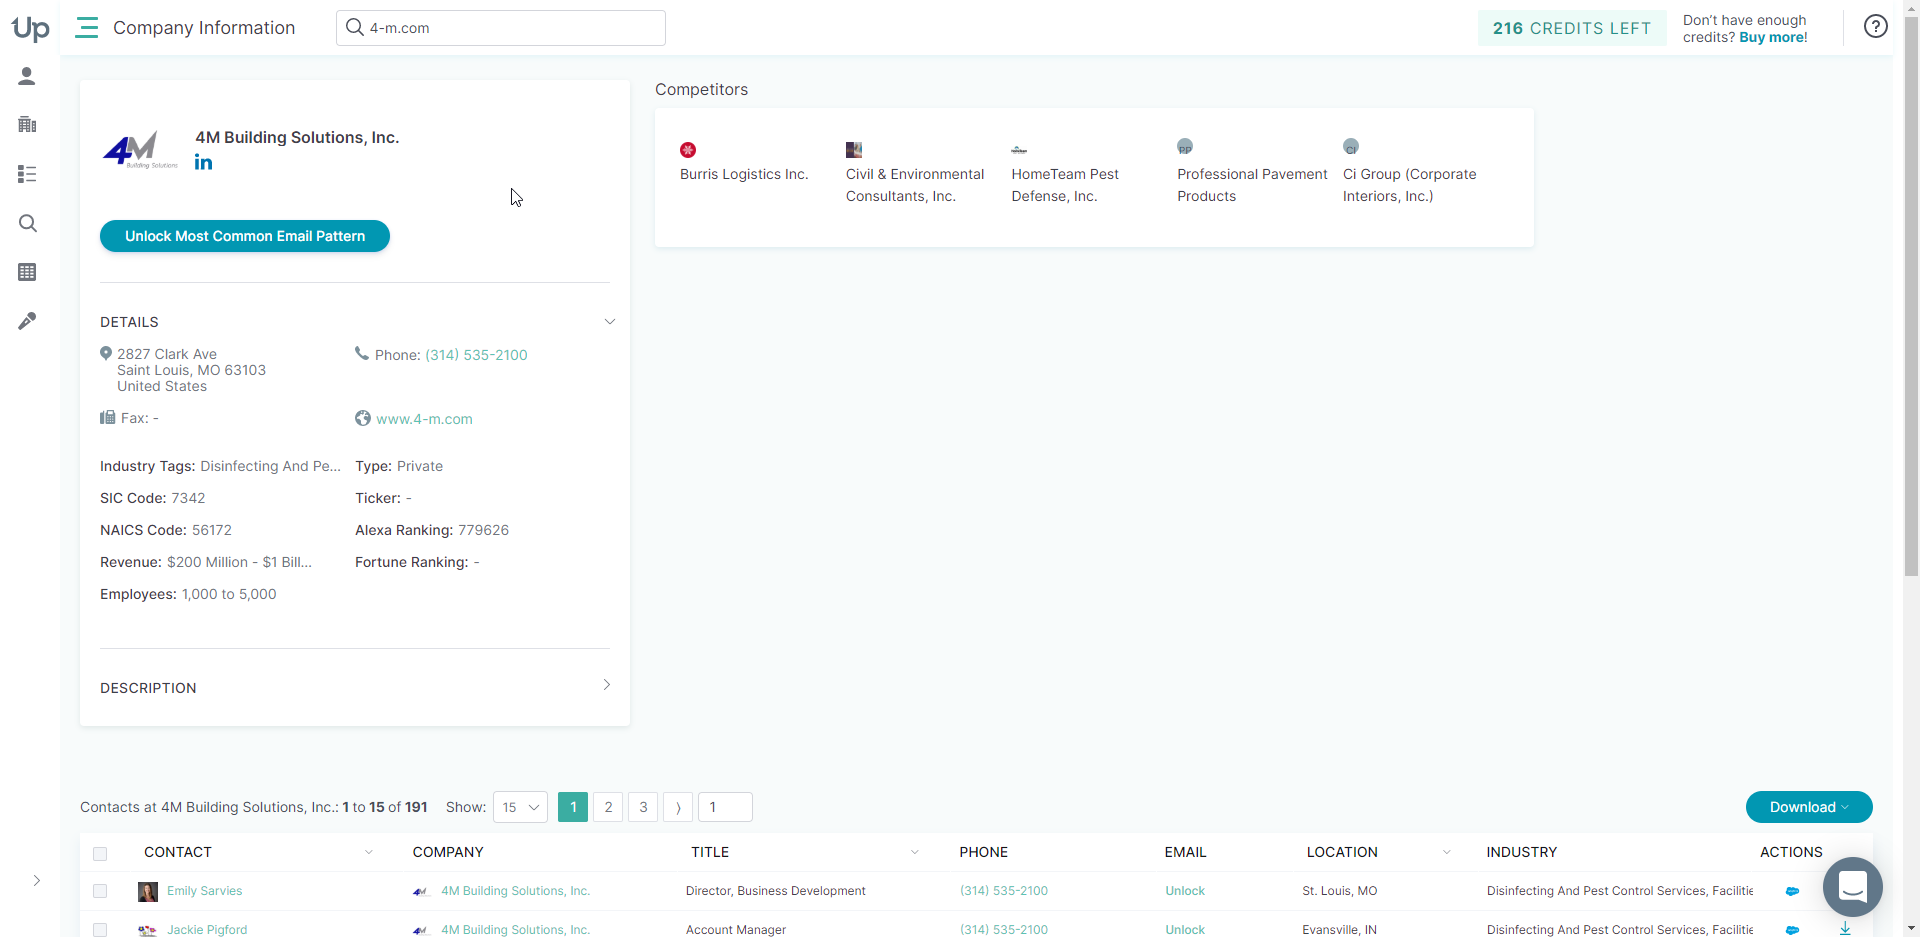 Up
Company Information
4-m.com
216 CREDITS LEFT
Don't have enough
credits? Buy more!
4M
Building Solutions
4M Building Solutions, Inc.
in
Unlock Most Common Email Pattern
DETAILS
2827 Clark Ave
Saint Louis, MO 63103
United States
Phone: (314) 535-2100
Fax: -
www.4-m.com
Industry Tags: Disinfecting And Pe...
Type: Private
SIC Code: 7342
Ticker: -
NAICS Code: 56172
Alexa Ranking: 779626
Revenue: $200 Million - $1 Bill...
Fortune Ranking: -
Employees: 1,000 to 5,000
DESCRIPTION
Competitors
Burris Logistics Inc.
Civil & Environmental
Consultants, Inc.
HomeTeam Pest
Defense, Inc.
PP
Professional Pavement
Products
CI
Ci Group (Corporate
Interiors, Inc.)
Contacts at 4M Building Solutions, Inc.: 1 to 15 of 191
Show: 15
1 2 3 ⟩ 1
Download
CONTACT COMPANY TITLE PHONE EMAIL LOCATION INDUSTRY ACTIONS
Emily Sarvies 4M Building Solutions, Inc. Director, Business Development (314) 535-2100 Unlock St. Louis, MO Disinfecting And Pest Control Services, Facilitie
Jackie Pigford 4M Building Solutions, Inc. Account Manager (314) 535-2100 Unlock Evansville, IN Disinfecting And Pest Control Services, Facilitie